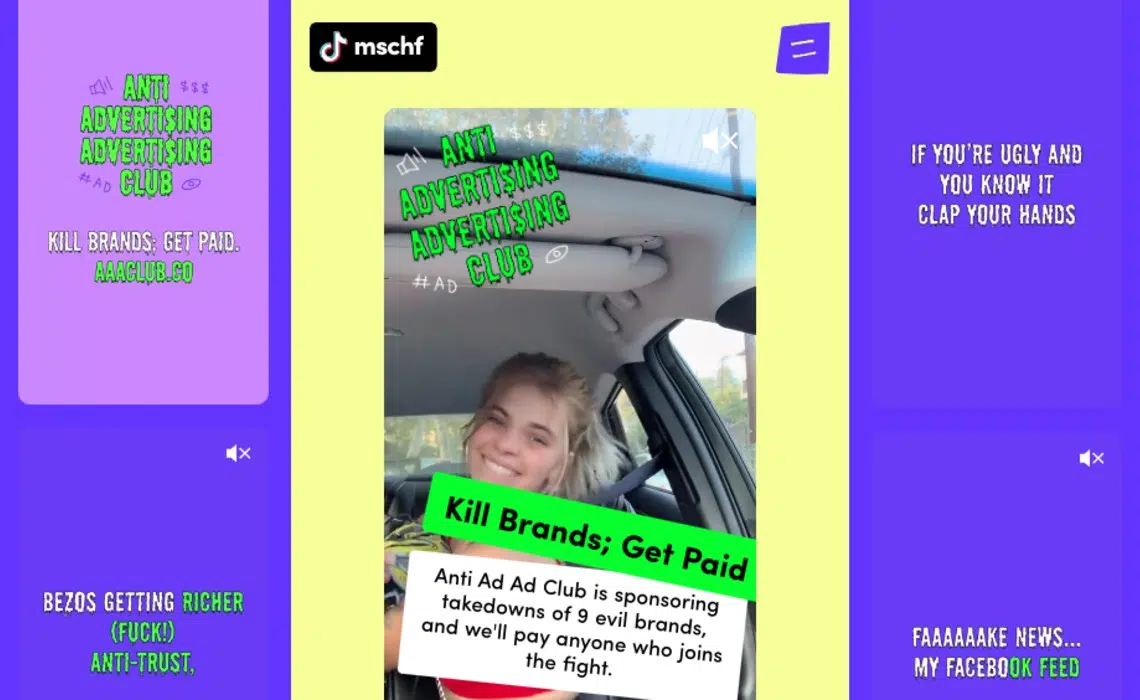 ANTI $$$
ADVERTI$ING
ADVERTI$ING
#AD CLUB
KILL BRANDS; GET PAID.
AAACLUB.CO
BEZOS GETTING RICHER
(FUCK!)
ANTI-TRUST,
mschf
ANTI $$$
ADVERTI$ING
ADVERTI$ING
CLUB
#AD
Kill Brands; Get Paid
Anti Ad Ad Club is sponsoring
takedowns of 9 evil brands,
and we'll pay anyone who joins
the fight.
IF YOU'RE UGLY AND
YOU KNOW IT
CLAP YOUR HANDS
FAAAAAAKE NEWS...
MY FACEBOOK FEED